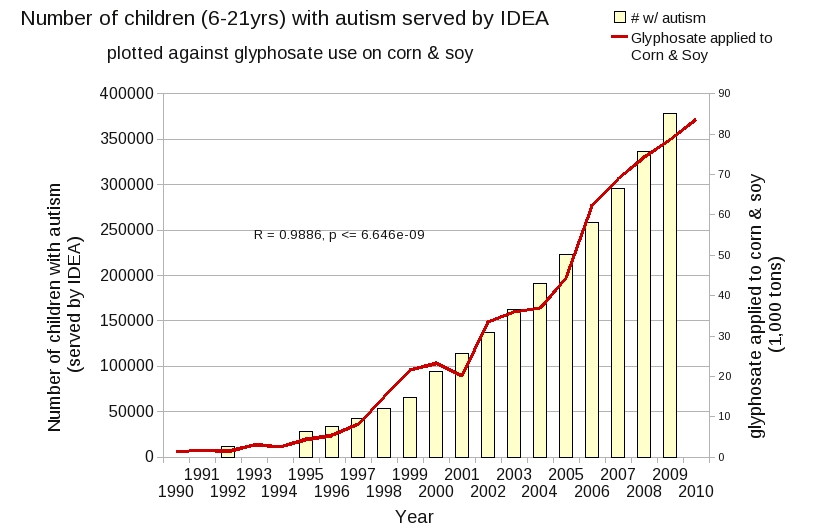 Number of children (6-21yrs) with autism served by IDEA
plotted against glyphosate use on corn & soy
# w/ autism
Glyphosate applied to
Corn & Soy
400000
350000
300000
250000
200000
150000
100000
50000
0
90
80
70
60
50
40
30
20
10
0
Number of children with autism
(served by IDEA)
R = 0.9886, p <= 6.646e-09
glyphosate applied to corn & soy
(1,000 tons)
1991 1993 1995 1997 1999 2001 2003 2005 2007 2009
1990 1992 1994 1996 1998 2000 2002 2004 2006 2008 2010
Year